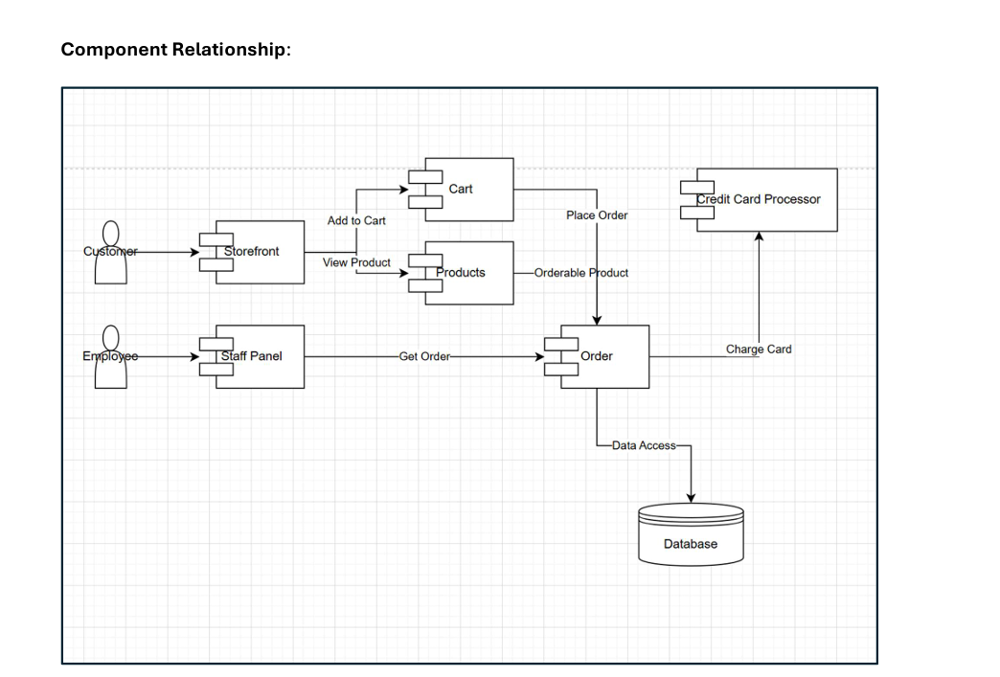 Component Relationship:
Cart
Credit Card Processor
Place Order
Add to Cart
Customer
Storefront
View Product
Products
Orderable Product
Employee
Staff Panel
Get Order
Order
Charge Card
Data Access
Database